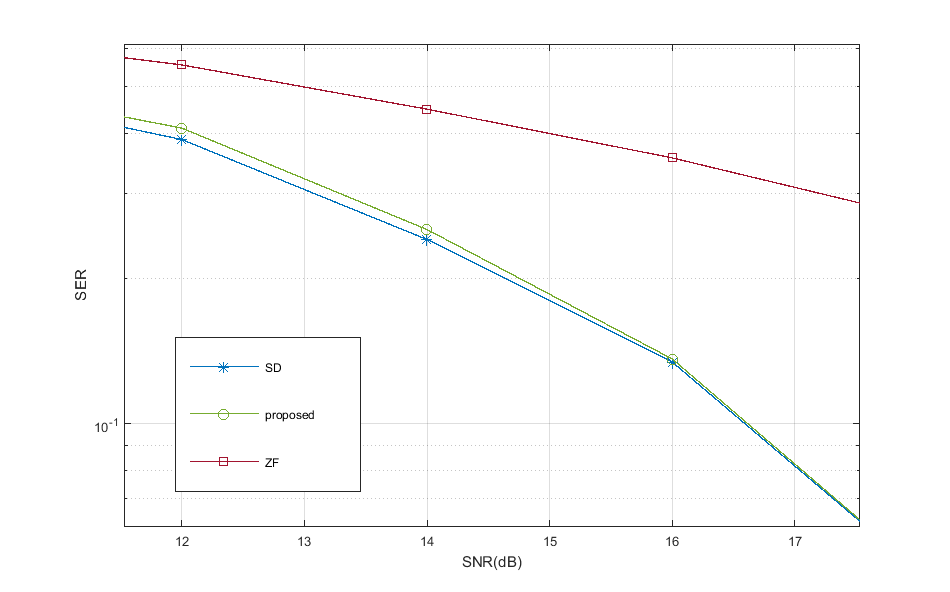 SER
10-1
SD
proposed
ZF
12
13
14
15
16
17
SNR(dB)